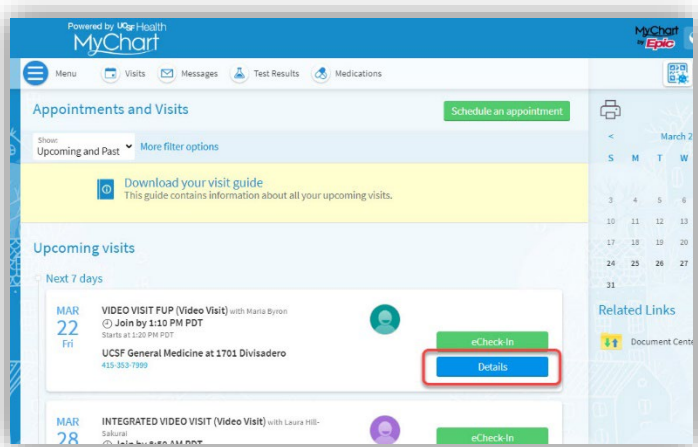 Powered by UCSF Health
MyChart
MyChart
by Epic
Menu
Visits
Messages
Test Results
Medications
Appointments and Visits
Schedule an appointment
Show:
Upcoming and Past
More filter options
Download your visit guide
This guide contains information about all your upcoming visits.
Upcoming visits
Next 7 days
MAR
22
Fri
VIDEO VISIT FUP (Video Visit) with Maria Byron
Join by 1:10 PM PDT
Starts at 1:20 PM PDT
UCSF General Medicine at 1701 Divisadero
415-353-7999
eCheck-In
Details
MAR
28
INTEGRATED VIDEO VISIT (Video Visit) with Laura Hill-
Sakurai
Join by 8:50 AM PDT
eCheck-In
< March 2
S M T W
3 4 5 6
10 11 12 13
17 18 19 20
24 25 26 27
31
Related Links
Document Cente